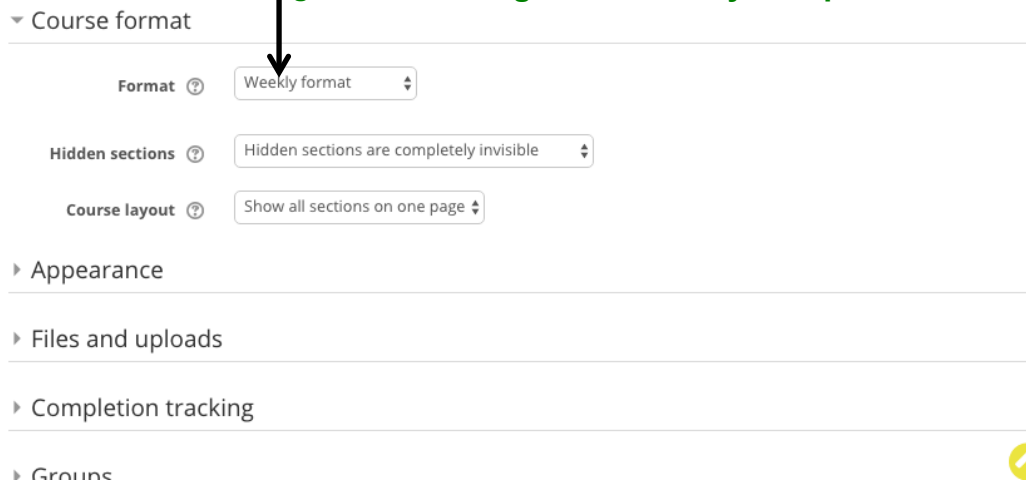 Course format
Format Weekly format
Hidden sections Hidden sections are completely invisible
Course layout Show all sections on one page
Appearance
Files and uploads
Completion tracking
Groups